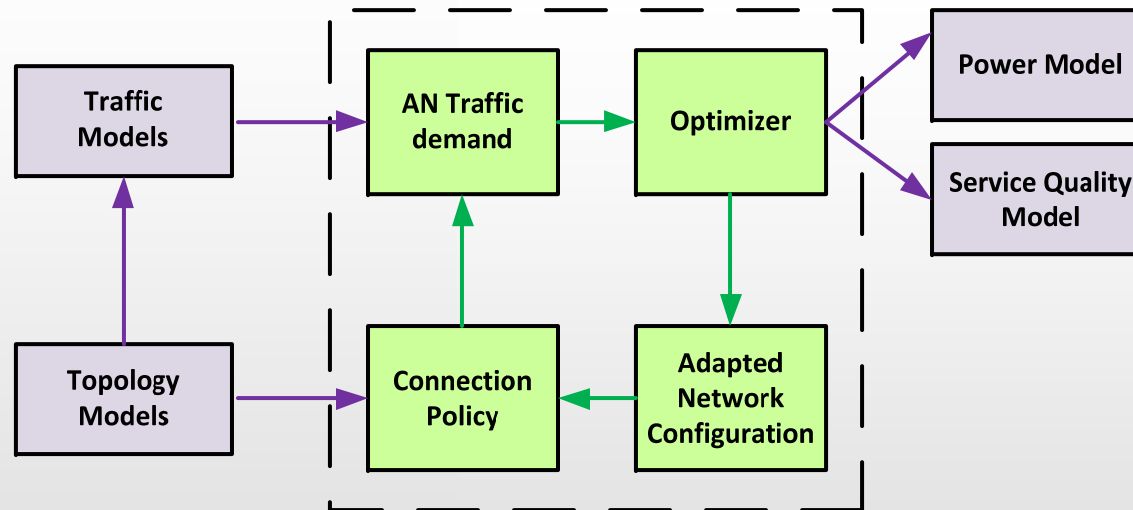 Traffic
Models
AN Traffic
demand
Optimizer
Power Model
Service Quality
Model
Topology
Models
Connection
Policy
Adapted
Network
Configuration